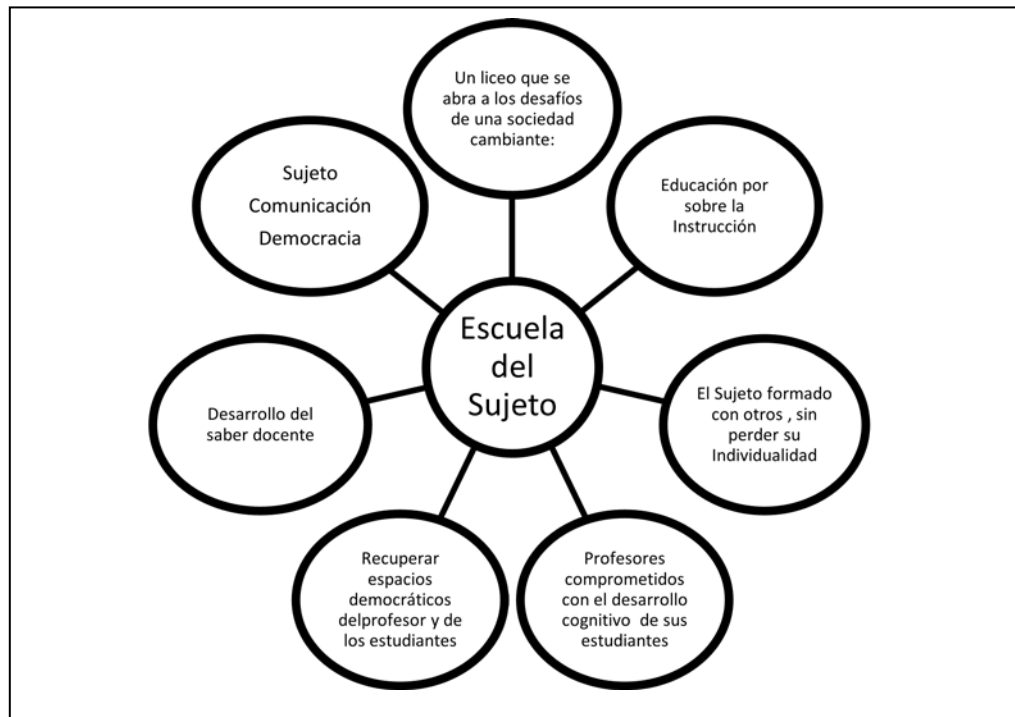 Un liceo que se
abra a los desafíos
de una sociedad
cambiante:
Educación por
sobre la
Instrucción
El Sujeto formado
con otros , sin
perder su
Individualidad
Profesores
comprometidos
con el desarrollo
cognitivo de sus
estudiantes
Recuperar
espacios
democráticos
delprofesor y de
los estudiantes
Desarrollo del
saber docente
Sujeto
Comunicación
Democracia
Escuela
del
Sujeto